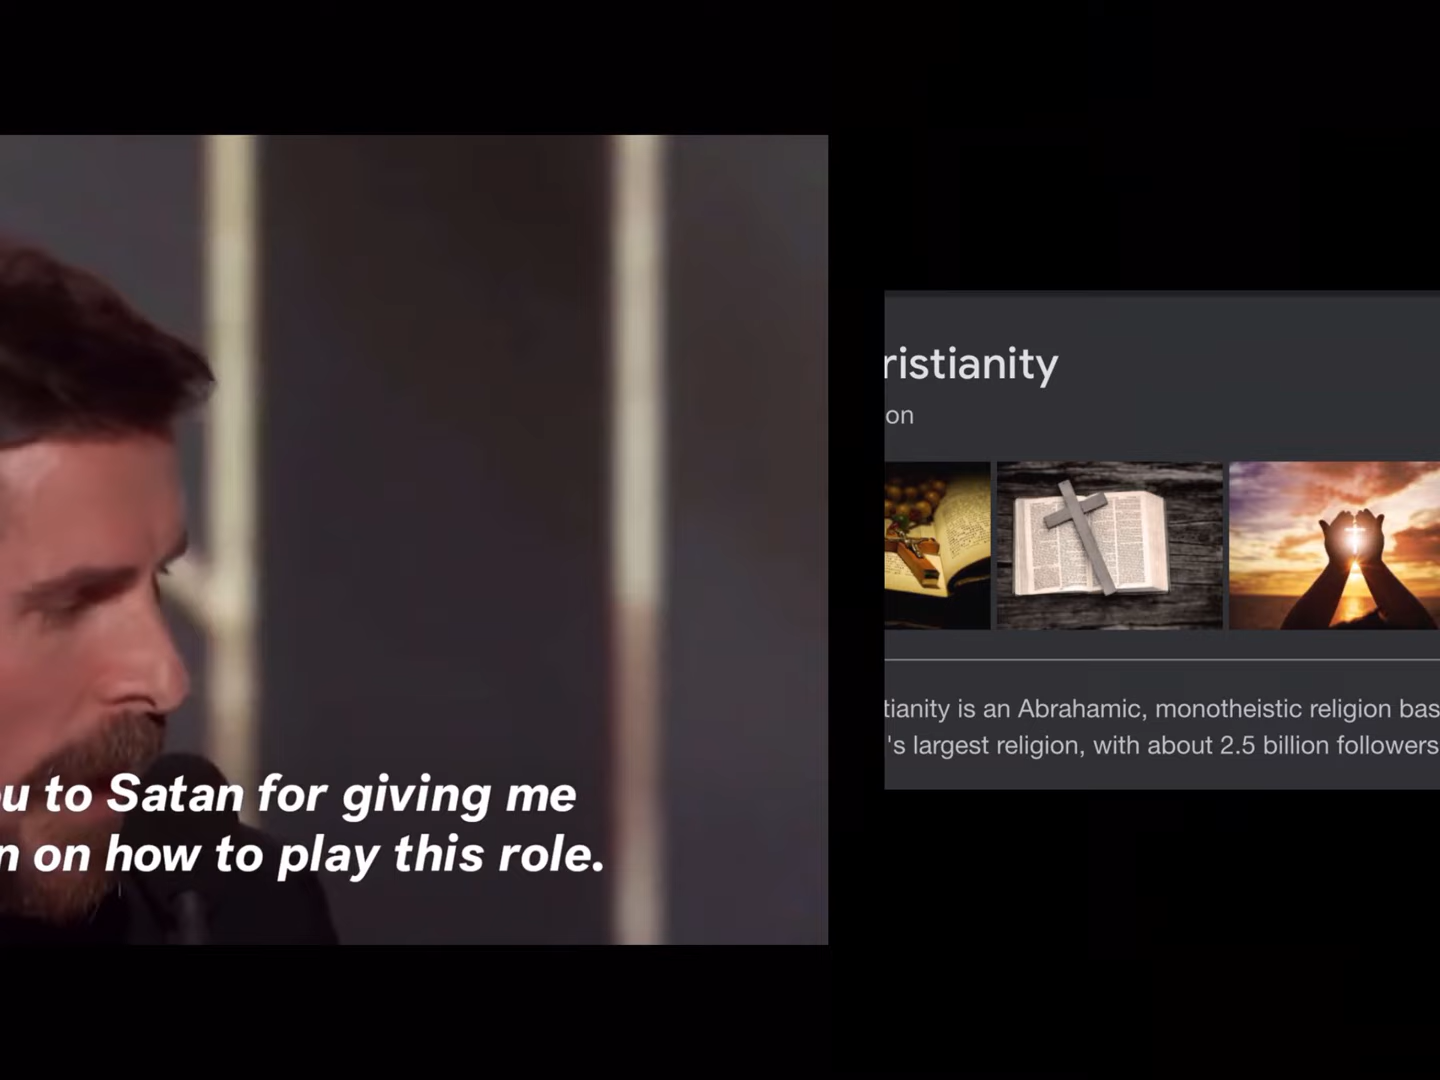 u to Satan for giving me
n on how to play this role.
ristianity
on
tianity is an Abrahamic, monotheistic religion bas
's largest religion, with about 2.5 billion followers